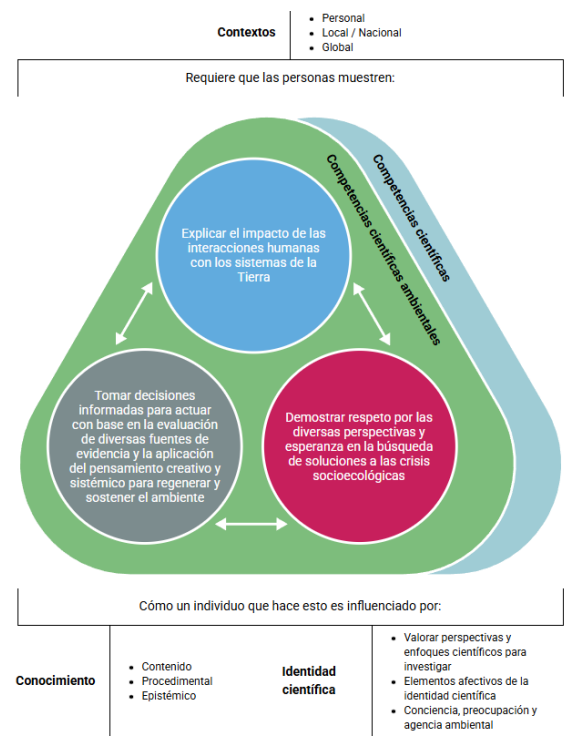 Contextos
• Personal
• Local / Nacional
• Global
Requiere que las personas muestren:
Competencias científicas
Competencias científicas ambientales
Explicar el impacto de las
interacciones humanas
con los sistemas de la
Tierra
Tomar decisiones
informadas para actuar
con base en la evaluación
de diversas fuentes de
evidencia y la aplicación
del pensamiento creativo y
sistémico para regenerar y
sostener el ambiente
Demostrar respeto por las
diversas perspectivas y
esperanza en la búsqueda
de soluciones a las crisis
socioecológicas
Cómo un individuo que hace esto es influenciado por:
Conocimiento
• Contenido
• Procedimental
• Epistémico
Identidad
científica
• Valorar perspectivas y
enfoques científicos para
investigar
• Elementos afectivos de la
identidad científica
• Conciencia, preocupación y
agencia ambiental